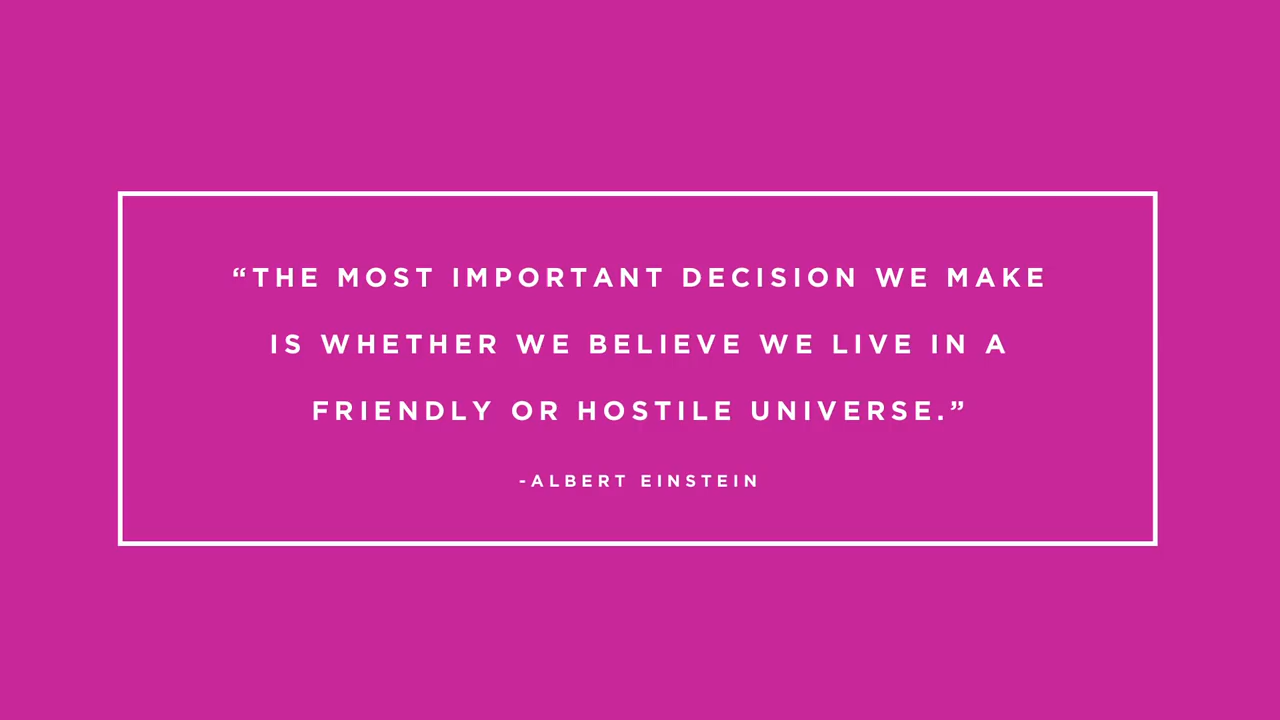 “THE MOST IMPORTANT DECISION WE MAKE
IS WHETHER WE BELIEVE WE LIVE IN A
FRIENDLY OR HOSTILE UNIVERSE.”
-ALBERT EINSTEIN